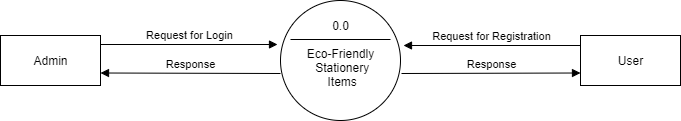 0.0
Request for Login
Request for Registration
Admin
Eco-Friendly
Stationery
Items
User
Response
Response